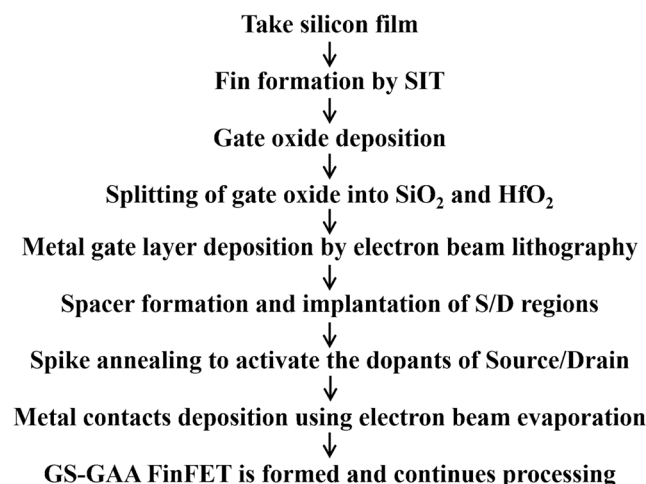 Take silicon film
Fin formation by SIT
Gate oxide deposition
Splitting of gate oxide into SiO₂ and HfO₂
Metal gate layer deposition by electron beam lithography
Spacer formation and implantation of S/D regions
Spike annealing to activate the dopants of Source/Drain
Metal contacts deposition using electron beam evaporation
GS-GAA FinFET is formed and continues processing